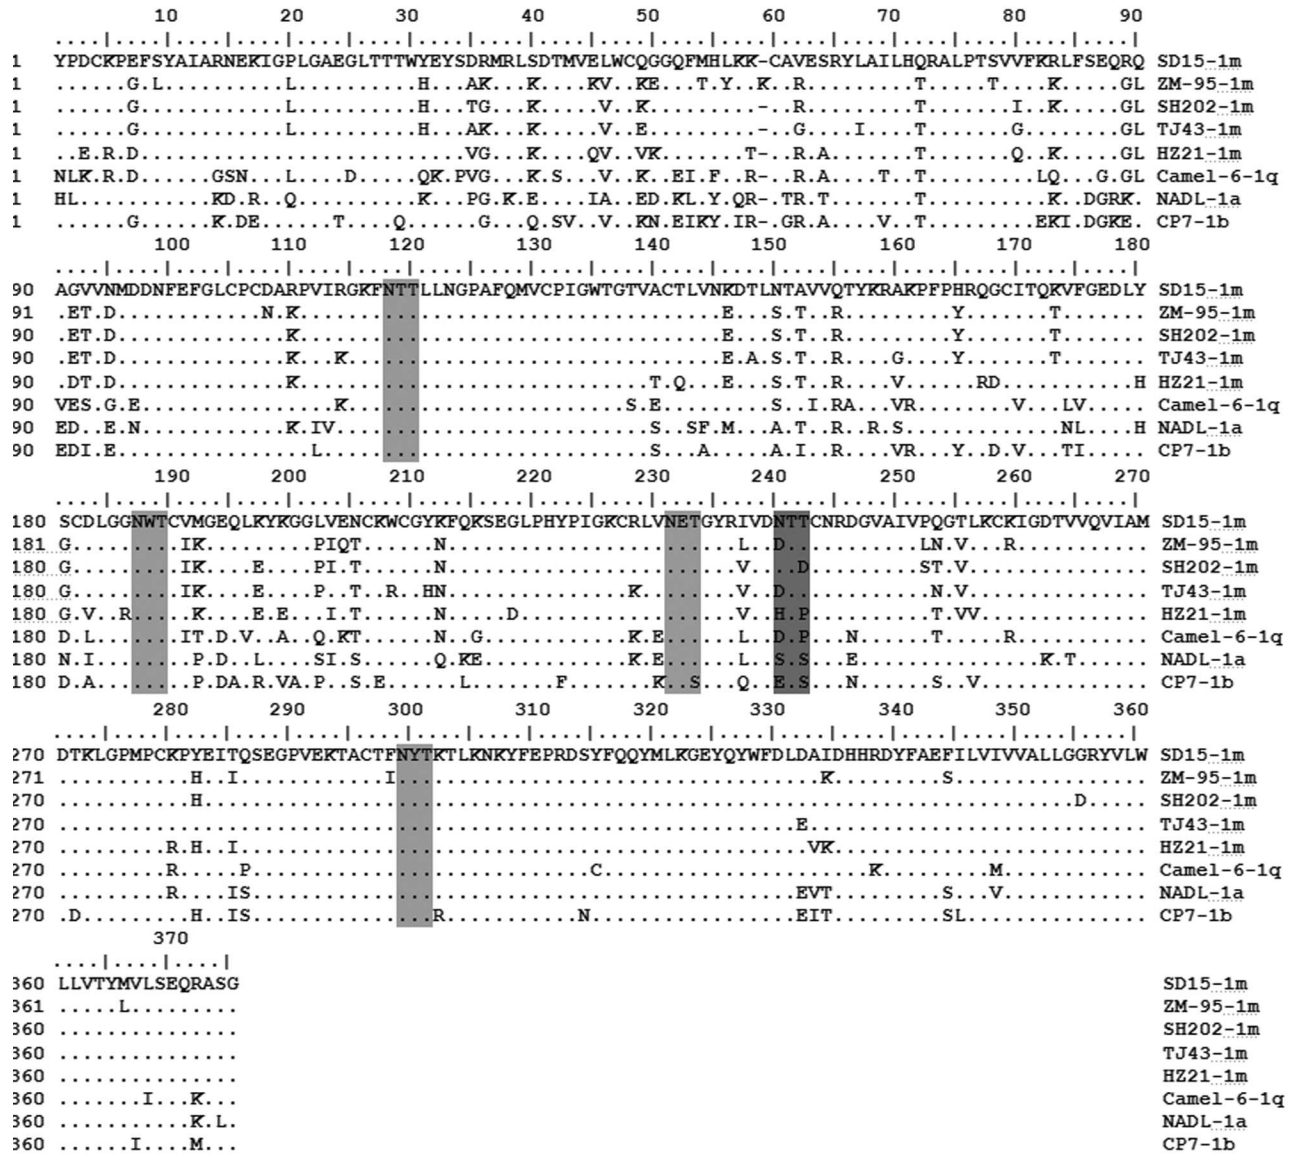 10 20 30 40 50 60 70 80 90
....|....|....|....|....|....|....|....|....|....|....|....|....|....|....|....|....|....|
1 YPDCKPEFSYAIARNEKIGPLGAEGLTTTWYEYSDRMRLSDTMVELWCQGGQFMHLKK-CAVESRYLAILHQRALPTSVVFKRLFSEQRQ SD15-1m
1 ......G.L...........L..........H...AK...K....KV..KE...T.Y..K..R.........T.....T....K.....GL ZM-95-1m
1 ......G............L..........H...TG...K.....V..K.........-..R.........T.......I..K.....GL SH202-1m
1 ......G............L..........H...AK...K.....V..E.........-..G....I....T.......G........GL TJ43-1m
1 ..E.R.D...........................VG...K....QV..VK.......T-..R.A.......T.......Q..K.....GL HZ21-1m
1 NLK.R.D......GSN...L....D.....QK.PVG...K.S...V..K..EI.F..R-..R.A....T..T.........LQ...G.GL Camel-6-1q
1 HL...........KD.R..Q..........K...PG.K.E....IA..ED.KL.Y.QR-.TR.T.......T..........K..DGRK. NADL-1a
1 ......G......K.DE......T....Q......G...Q.SV..V..KN.EIKY.IR-.GR.A....V..T.........EKI.DGKE. CP7-1b
100 110 120 130 140 150 160 170 180
....|....|....|....|....|....|....|....|....|....|....|....|....|....|....|....|....|....|
90 AGVVNMDDNFEFGLCPCDARPVIRGKFNTTLLNGPAFQMVCPIGWTGTVACTLVNKDTLNTAVVQTYKRAKPFPHRQGCITQKVFGEDLY SD15-1m
91 .ET.D............N.K...................................E...S.T..R.........Y.......T....... ZM-95-1m
90 .ET.D..............K...................................E...S.T..R.........Y.......T....... SH202-1m
90 .ET.D..............K...K...............................E.A.S.T..R....G....Y.......T....... TJ43-1m
90 .DT.D..............K.............................T.Q...E...S.T..R....V......RD...........H HZ21-1m
90 VES.G.E................K.......................S.E.........S..I.RA...VR........V...LV..... Camel-6-1q
90 ED..E.N............K.IV..........................S..SF.M...A.T..R..R.S.............NL....H NADL-1a
90 EDI.E................L...........................S...A.....A.I..R....VR...Y..D.V...TI..... CP7-1b
190 200 210 220 230 240 250 260 270
....|....|....|....|....|....|....|....|....|....|....|....|....|....|....|....|....|....|
180 SCDLGGNWTCVMGEQLKYKGGLVENCKWCGYKFQKSEGLPHYPIGKCRLVNETGYRIVDNTTCNRDGVAIVPQGTLKCKIGDTVVQVIAM SD15-1m
181 G.........IK.........PIQT......N........................L..D...........LN.V...R........... ZM-95-1m
180 G.........IK....E....PI.T......N........................V....D.........ST.V............... SH202-1m
180 G.........IK....E....P..T..R..HN................K.......V..D............N.V............... TJ43-1m
180 G.V..R.....K....E.E...I.T......N.....D..................V..H.P..........T.VV.............. HZ21-1m
180 D.L.......IT.D.V..A..Q.KT......N..G............K.E......L..D.P...N......T.....R........... Camel-6-1q
180 N.I........P.D..L....SI.S......Q.KE............K.E......L..S.S...E...............K.T...... NADL-1a
180 D.A........P.DA.R.VA.P..S.E......L.......F.......K..S...Q..E.S...N......S..V.............. CP7-1b
280 290 300 310 320 330 340 350 360
....|....|....|....|....|....|....|....|....|....|....|....|....|....|....|....|....|....|
270 DTKLGPMPCKPYEITQSEGPVEKTACTFNYTKTLKNKYFEPRDSYFQQYMLKGEYQYWFDLDAIDHHRDYFAEFILVIVVALLGGRYVLW SD15-1m
271 ...........H..I............I...................................K.........S................ ZM-95-1m
270 ...........H.........................................................................D.... SH202-1m
270 .............................................................E............................ TJ43-1m
270 .........R.H..I...............................................VK......................... HZ21-1m
270 .........R.....P............................C......................K.........M............ Camel-6-1q
270 .........R....IS.............................................EVT.........S...V............ NADL-1a
270 .D.........H..IS...............R...........N.................EIT.........SL............... CP7-1b
370
....|....|....|
360 LLVTYMVLSEQRASG SD15-1m
361 .....L......... ZM-95-1m
360 ............... SH202-1m
360 ............... TJ43-1m
360 ............... HZ21-1m
360 .......I...K... Camel-6-1q
360 ...........K.L. NADL-1a
360 ......I....M... CP7-1b